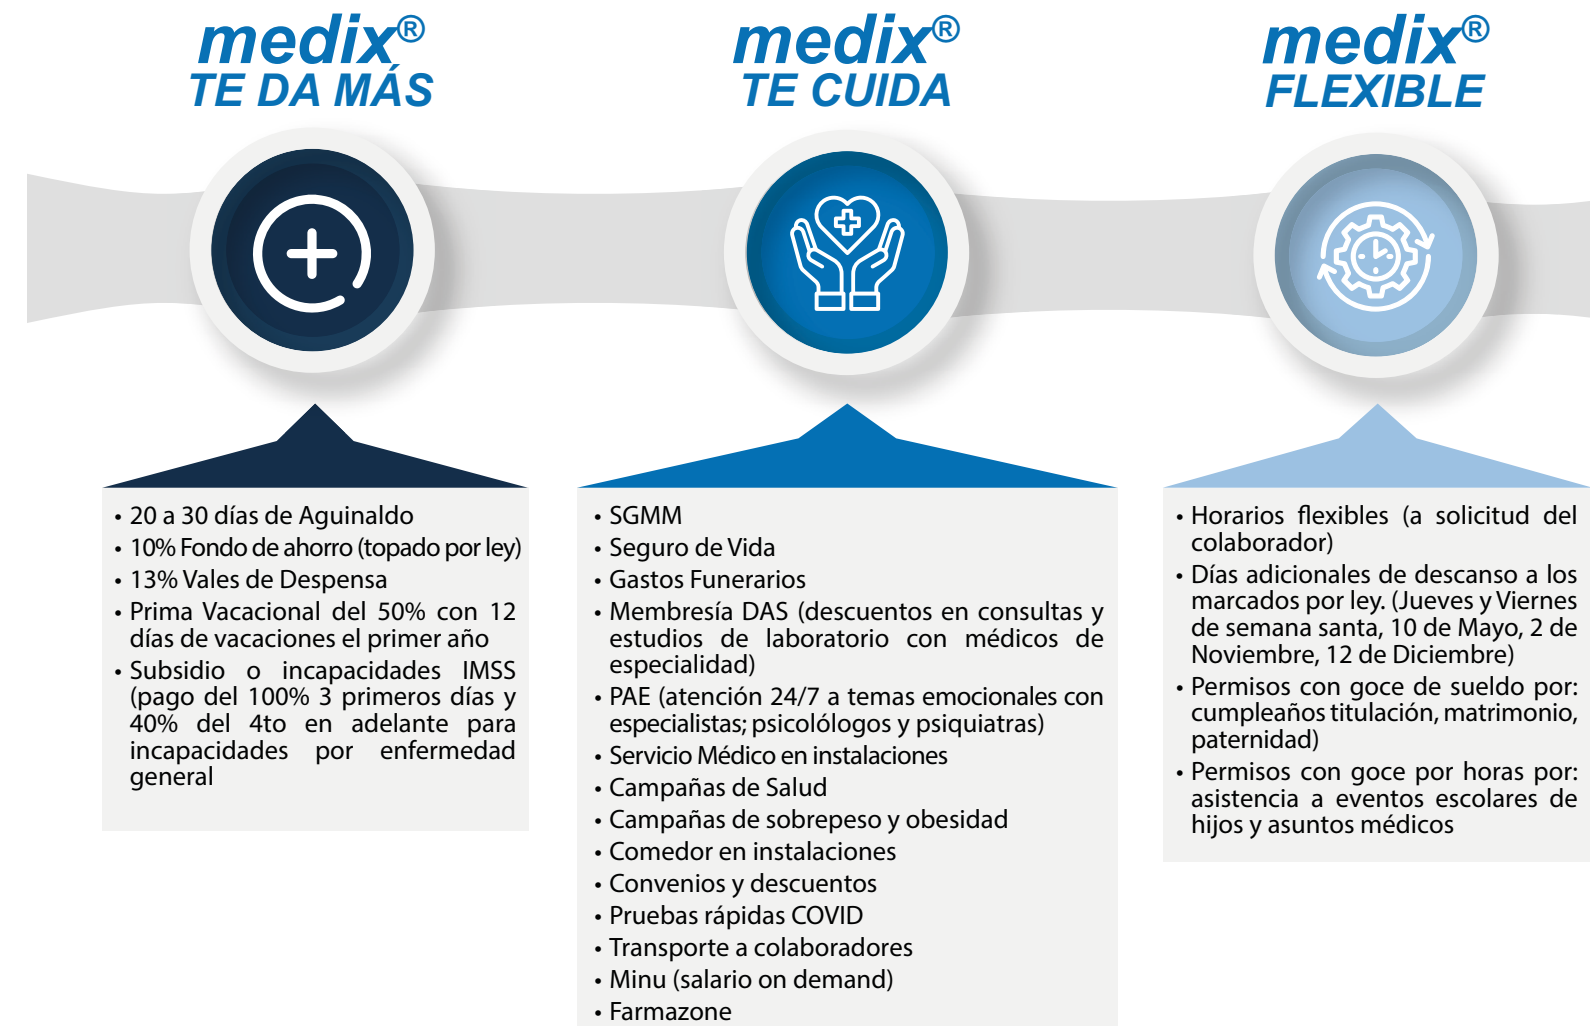 medix®
TE DA MÁS
• 20 a 30 días de Aguinaldo
• 10% Fondo de ahorro (topado por ley)
• 13% Vales de Despensa
• Prima Vacacional del 50% con 12
días de vacaciones el primer año
• Subsidio o incapacidades IMSS
(pago del 100% 3 primeros días y
40% del 4to en adelante para
incapacidades por enfermedad
general
medix®
TE CUIDA
• SGMM
• Seguro de Vida
• Gastos Funerarios
• Membresía DAS (descuentos en consultas y
estudios de laboratorio con médicos de
especialidad)
• PAE (atención 24/7 a temas emocionales con
especialistas; psicolólogos y psiquiatras)
• Servicio Médico en instalaciones
• Campañas de Salud
• Campañas de sobrepeso y obesidad
• Comedor en instalaciones
• Convenios y descuentos
• Pruebas rápidas COVID
• Transporte a colaboradores
• Minu (salario on demand)
• Farmazone
medix®
FLEXIBLE
• Horarios flexibles (a solicitud del
colaborador)
• Días adicionales de descanso a los
marcados por ley. (Jueves y Viernes
de semana santa, 10 de Mayo, 2 de
Noviembre, 12 de Diciembre)
• Permisos con goce de sueldo por:
cumpleaños titulación, matrimonio,
paternidad)
• Permisos con goce por horas por:
asistencia a eventos escolares de
hijos y asuntos médicos